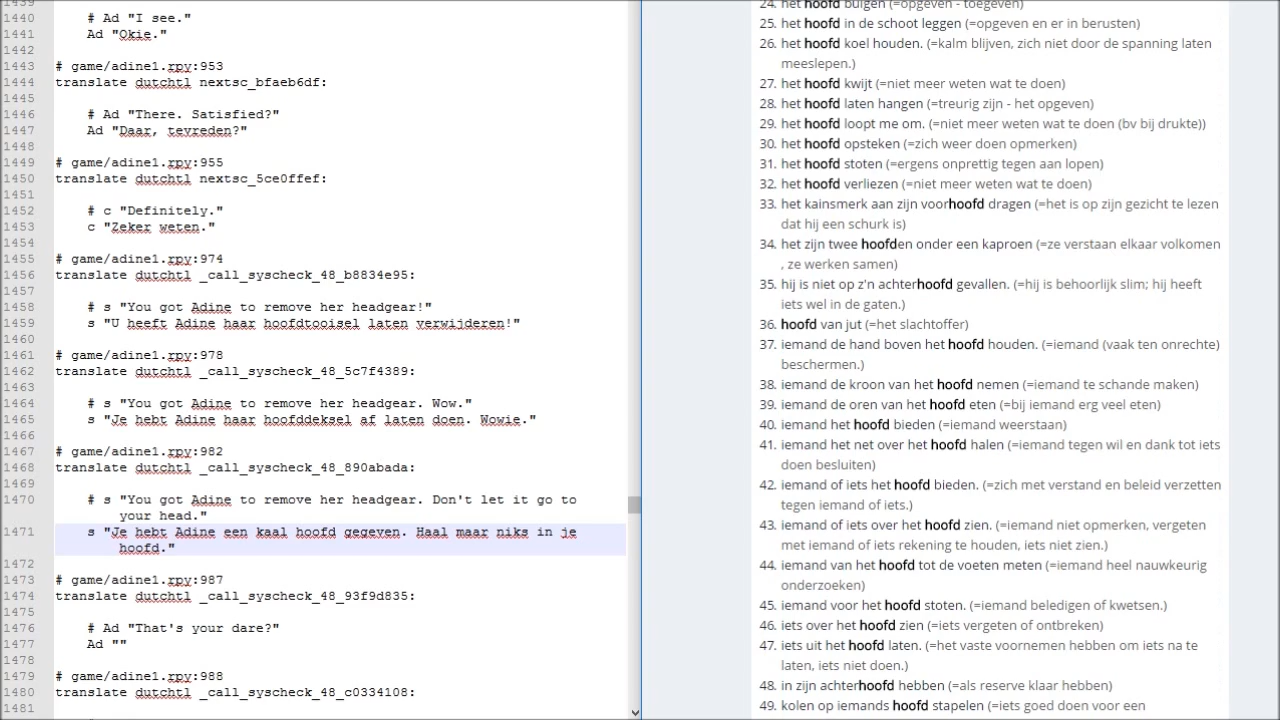 1439
1440 # Ad "I see."
1441 Ad "Okie."
1442
1443 # game/adine1.rpy:953
1444 translate dutchtl nextsc_bfaeb6df:
1445
1446 # Ad "There. Satisfied?"
1447 Ad "Daar, tevreden?"
1448
1449 # game/adine1.rpy:955
1450 translate dutchtl nextsc_5ce0ffef:
1451
1452 # c "Definitely."
1453 c "Zeker weten."
1454
1455 # game/adine1.rpy:974
1456 translate dutchtl _call_syscheck_48_b8834e95:
1457
1458 # s "You got Adine to remove her headgear!"
1459 s "U heeft Adine haar hoofdtooisel laten verwijderen!"
1460
1461 # game/adine1.rpy:978
1462 translate dutchtl _call_syscheck_48_5c7f4389:
1463
1464 # s "You got Adine to remove her headgear. Wow."
1465 s "Je hebt Adine haar hoofddeksel af laten doen. Wowie."
1466
1467 # game/adine1.rpy:982
1468 translate dutchtl _call_syscheck_48_890abada:
1469
1470 # s "You got Adine to remove her headgear. Don't let it go to
your head."
1471 s "Je hebt Adine een kaal hoofd gegeven. Haal maar niks in je
hoofd."
1472
1473 # game/adine1.rpy:987
1474 translate dutchtl _call_syscheck_48_93f9d835:
1475
1476 # Ad "That's your dare?"
1477 Ad ""
1478
1479 # game/adine1.rpy:988
1480 translate dutchtl _call_syscheck_48_c0334108:
1481
24. het hoofd buigen (=opgeven - toegeven)
25. het hoofd in de schoot leggen (=opgeven en er in berusten)
26. het hoofd koel houden. (=kalm blijven, zich niet door de spanning laten
meeslepen.)
27. het hoofd kwijt (=niet meer weten wat te doen)
28. het hoofd laten hangen (=treurig zijn - het opgeven)
29. het hoofd loopt me om. (=niet meer weten wat te doen (bv bij drukte))
30. het hoofd opsteken (=zich weer doen opmerken)
31. het hoofd stoten (=ergens onprettig tegen aan lopen)
32. het hoofd verliezen (=niet meer weten wat te doen)
33. het kainsmerk aan zijn voorhoofd dragen (=het is op zijn gezicht te lezen
dat hij een schurk is)
34. het zijn twee hoofden onder een kaproen (=ze verstaan elkaar volkomen
, ze werken samen)
35. hij is niet op z'n achterhoofd gevallen. (=hij is behoorlijk slim; hij heeft
iets wel in de gaten.)
36. hoofd van jut (=het slachtoffer)
37. iemand de hand boven het hoofd houden. (=iemand (vaak ten onrechte)
beschermen.)
38. iemand de kroon van het hoofd nemen (=iemand te schande maken)
39. iemand de oren van het hoofd eten (=bij iemand erg veel eten)
40. iemand het hoofd bieden (=iemand weerstaan)
41. iemand het net over het hoofd halen (=iemand tegen wil en dank tot iets
doen besluiten)
42. iemand of iets het hoofd bieden. (=zich met verstand en beleid verzetten
tegen iemand of iets.)
43. iemand of iets over het hoofd zien. (=iemand niet opmerken, vergeten
met iemand of iets rekening te houden, iets niet zien.)
44. iemand van het hoofd tot de voeten meten (=iemand heel nauwkeurig
onderzoeken)
45. iemand voor het hoofd stoten. (=iemand beledigen of kwetsen.)
46. iets over het hoofd zien (=iets vergeten of ontbreken)
47. iets uit het hoofd laten. (=het vaste voornemen hebben om iets na te
laten, iets niet doen.)
48. in zijn achterhoofd hebben (=als reserve klaar hebben)
49. kolen op iemands hoofd stapelen (=iets goed doen voor een